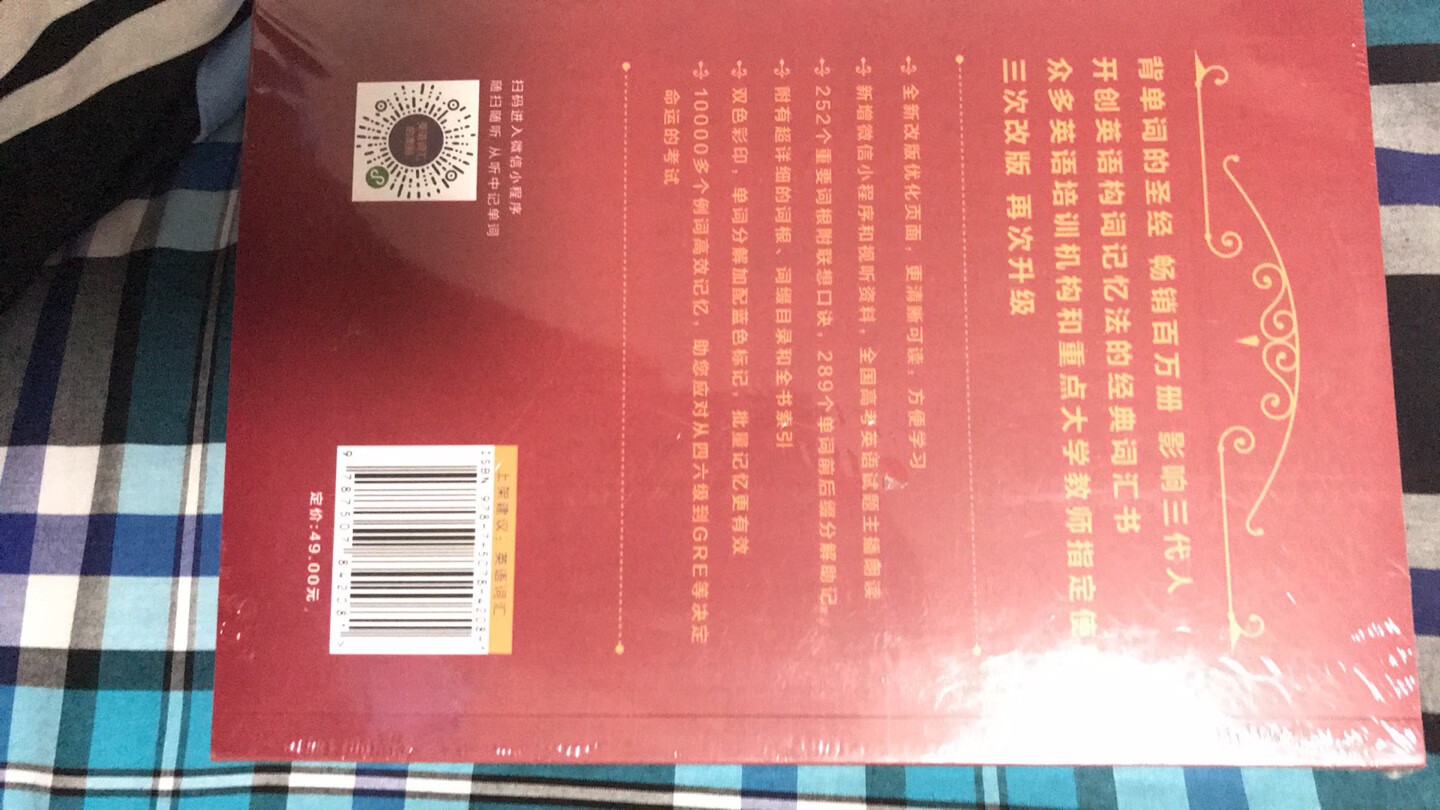 背单词的圣经 畅销百万册 影响三代人
开创英语构词记忆法的经典词汇书
众多英语培训机构和重点大学教师指定使
三次改版 再次升级
全新改版优化页面，更清晰可读，方便学习
新增微信小程序和视听资料，全国高考英语试题主播朗读
252个重要词根附联想口诀，289个单词前后缀分解助记。
附有超详细的词根、词缀目录和全书索引
双色彩印，单词分解加配蓝色标记，批量记忆更有效
10000多个例词高效记忆，助您应对从四六级到GRE等决定
命运的考试
扫码进入微信小程序
随扫随听 从听中记单词
上架建议：英语词汇
ISBN 978-7-5078-4208-
9 787507 84208
定价:49.00元